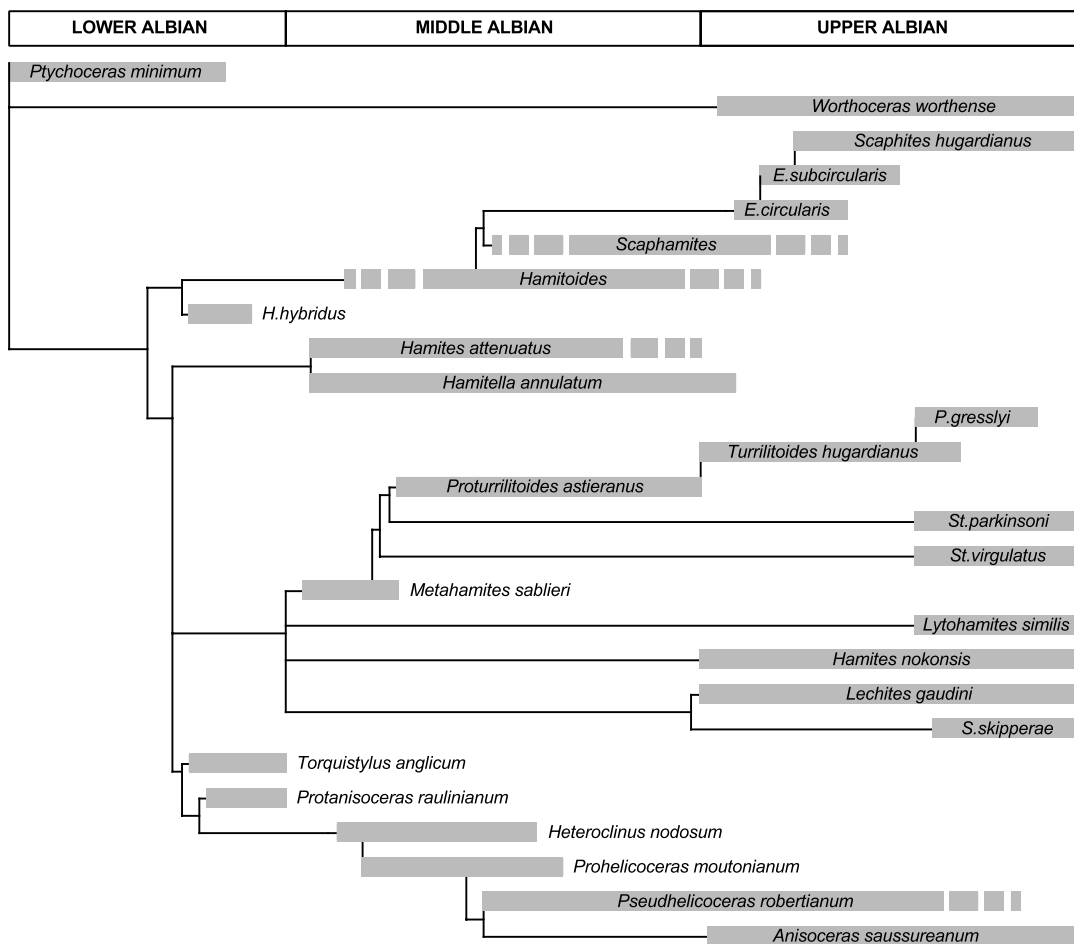 LOWER ALBIAN MIDDLE ALBIAN UPPER ALBIAN
Ptychoceras minimum
Worthoceras worthense
Scaphites hugardianus
E.subcircularis
E.circularis
Scaphamites
Hamitoides
H.hybridus
Hamites attenuatus
Hamitella annulatum
P.gresslyi
Turrilitoides hugardianus
Proturrilitoides astieranus
St.parkinsoni
St.virgulatus
Metahamites sablieri
Lytohamites similis
Hamites nokonsis
Lechites gaudini
S.skipperae
Torquistylus anglicum
Protanisoceras raulinianum
Heteroclinus nodosum
Prohelicoceras moutonianum
Pseudhelicoceras robertianum
Anisoceras saussureanum